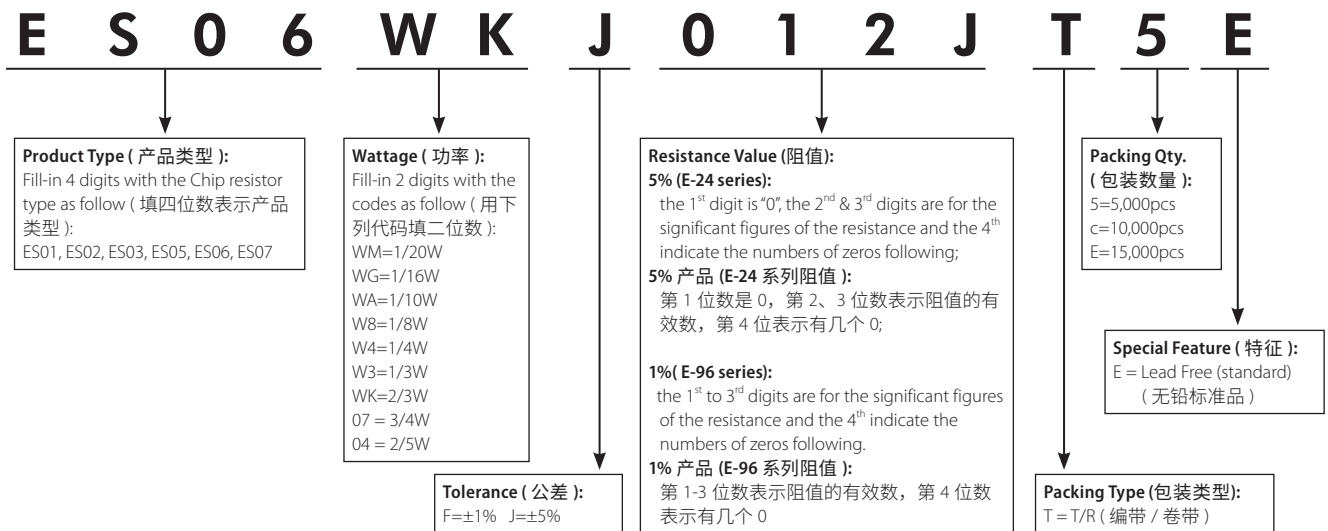 E S 0 6 W K J 0 1 2 J T 5 E
Product Type ( 产品类型 ):
Fill-in 4 digits with the Chip resistor
type as follow ( 填四位数表示产品
类型 ):
ES01, ES02, ES03, ES05, ES06, ES07
Wattage ( 功率 ):
Fill-in 2 digits with the
codes as follow ( 用下
列代码填二位数 ):
WM=1/20W
WG=1/16W
WA=1/10W
W8=1/8W
W4=1/4W
W3=1/3W
WK=2/3W
07 = 3/4W
04 = 2/5W
Tolerance ( 公差 ):
F=±1% J=±5%
Resistance Value (阻值):
5% (E-24 series):
the 1st digit is "0", the 2nd & 3rd digits are for the
significant figures of the resistance and the 4th
indicate the numbers of zeros following;
5% 产品 (E-24 系列阻值 ):
第 1 位数是 0，第 2、3 位数表示阻值的有
效数，第 4 位表示有几个 0;
1%( E-96 series):
the 1st to 3rd digits are for the significant figures
of the resistance and the 4th indicate the
numbers of zeros following.
1% 产品 (E-96 系列阻值 ):
第 1-3 位数表示阻值的有效数，第 4 位数
表示有几个 0
Packing Qty.
( 包装数量 ):
5=5,000pcs
c=10,000pcs
E=15,000pcs
Special Feature ( 特征 ):
E = Lead Free (standard)
( 无铅标准品 )
Packing Type (包装类型):
T = T/R ( 编带 / 卷带 )